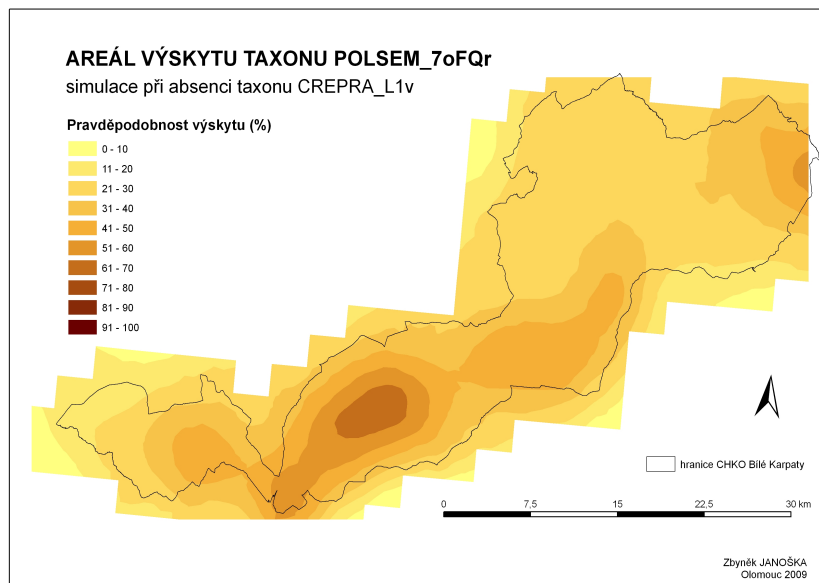 AREÁL VÝSKYTU TAXONU POLSEM_7oFQr
simulace při absenci taxonu CREPRA_L1v
Pravděpodobnost výskytu (%)
0 - 10
11 - 20
21 - 30
31 - 40
41 - 50
51 - 60
61 - 70
71 - 80
81 - 90
91 - 100
hranice CHKO Bílé Karpaty
0 7,5 15 22,5 30 km
Zbyněk JANOŠKA
Olomouc 2009